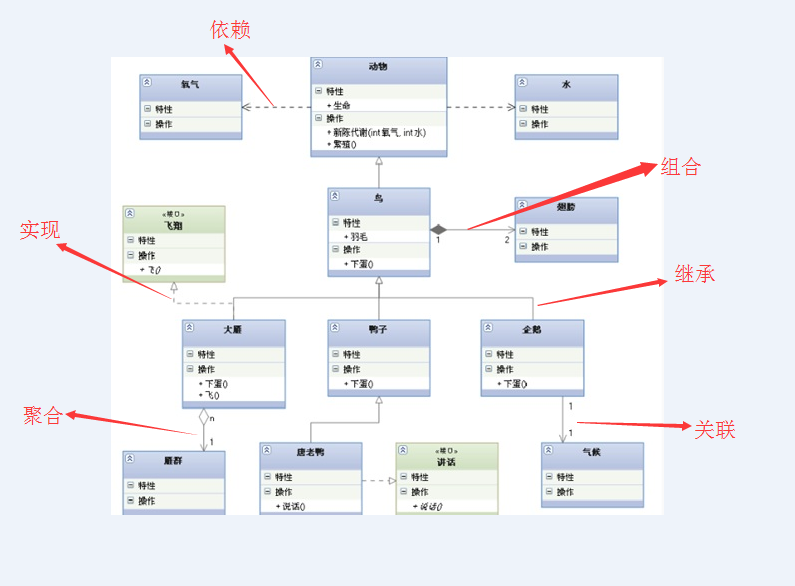 依赖
氧气
特性
操作
动物
特性
+ 生命
操作
+ 新陈代谢(int 氧气, int 水)
+ 繁殖()
水
特性
操作
组合
实现
«接口»
飞翔
特性
操作
+ 飞()
鸟
特性
+ 羽毛
操作
+ 下蛋()
1
2
翅膀
特性
操作
继承
大雁
特性
操作
+ 下蛋()
+ 飞()
鸭子
特性
操作
+ 下蛋()
企鹅
特性
操作
+ 下蛋()
聚合
n
1
1
1
关联
雁群
特性
操作
唐老鸭
特性
操作
+ 说话()
«接口»
讲话
特性
操作
+ 说话()
气候
特性
操作